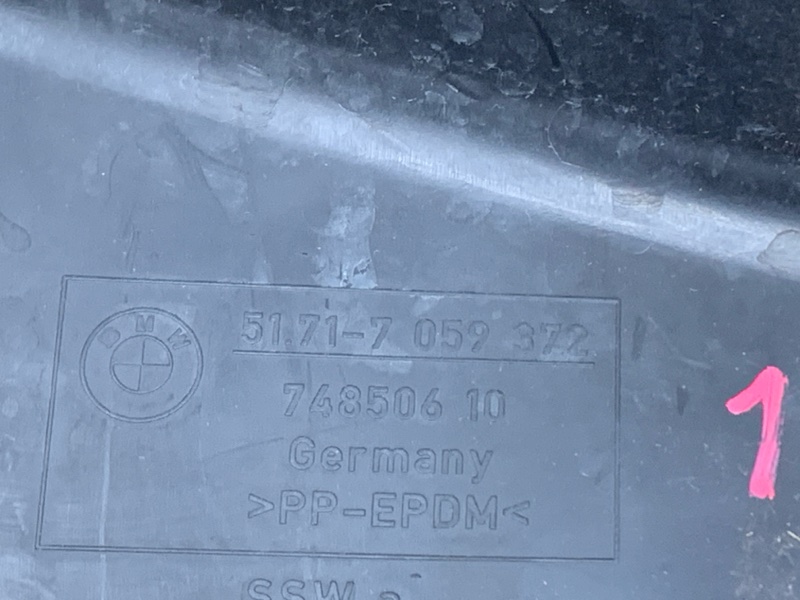 BMW
51.71-7 059 372
748506 10
Germany
>PP-EPDM<
1